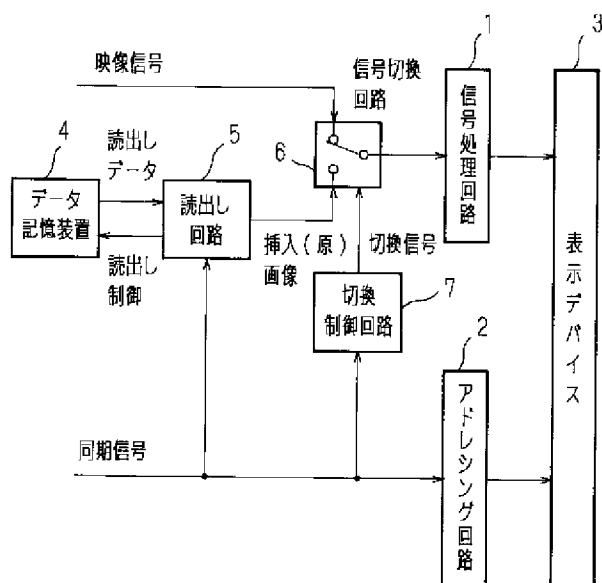 映像信号
信号切換
回路
1
信号処理回路
3
表示デバイス
4
データ
記憶装置
読出し
データ
読出し
制御
5
読出し
回路
6
挿入(原)
画像
切換信号
7
切換
制御回路
2
アドレシング回路
同期信号